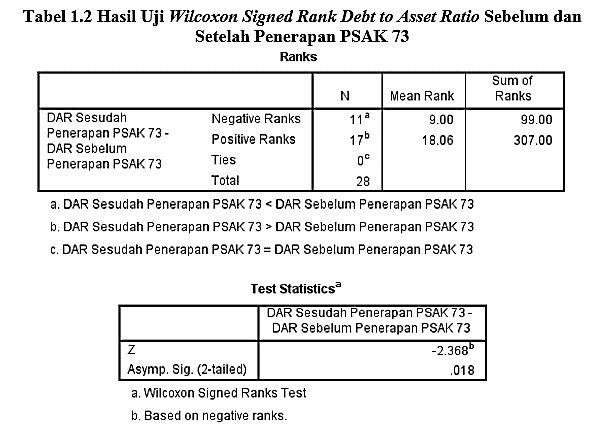 Tabel 1.2 Hasil Uji Wilcoxon Signed Rank Debt to Asset Ratio Sebelum dan
Setelah Penerapan PSAK 73
Ranks
N Mean Rank Sum of Ranks
DAR Sesudah Penerapan PSAK 73 - DAR Sebelum Penerapan PSAK 73 Negative Ranks 11a 9.00 99.00
Positive Ranks 17b 18.06 307.00
Ties 0c
Total 28
a. DAR Sesudah Penerapan PSAK 73 < DAR Sebelum Penerapan PSAK 73
b. DAR Sesudah Penerapan PSAK 73 > DAR Sebelum Penerapan PSAK 73
c. DAR Sesudah Penerapan PSAK 73 = DAR Sebelum Penerapan PSAK 73
Test Statisticsa
DAR Sesudah Penerapan PSAK 73 -
DAR Sebelum Penerapan PSAK 73
Z -2.368b
Asymp. Sig. (2-tailed) .018
a. Wilcoxon Signed Ranks Test
b. Based on negative ranks.